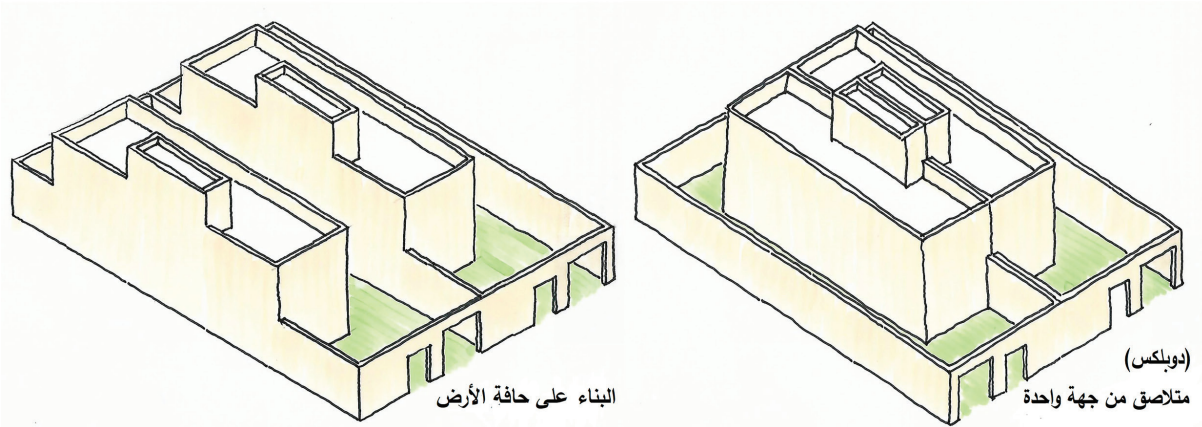 (دوبلكس)
متلاصق من جهة واحدة
البناء على حافة الأرض